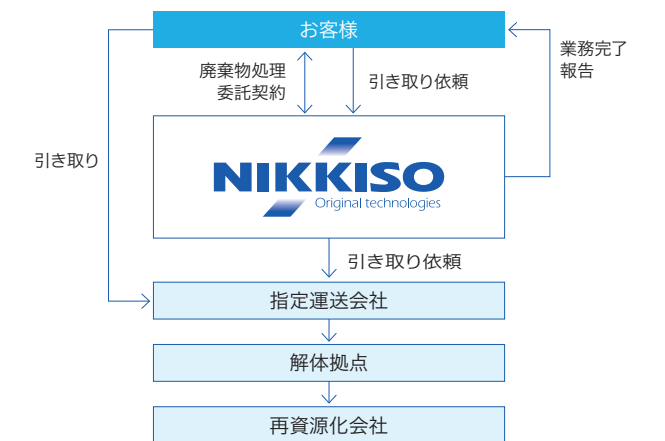 お客様
廃棄物処理
委託契約
引き取り依頼
業務完了
報告
引き取り
NIKKISO
Original technologies
引き取り依頼
指定運送会社
解体拠点
再資源化会社